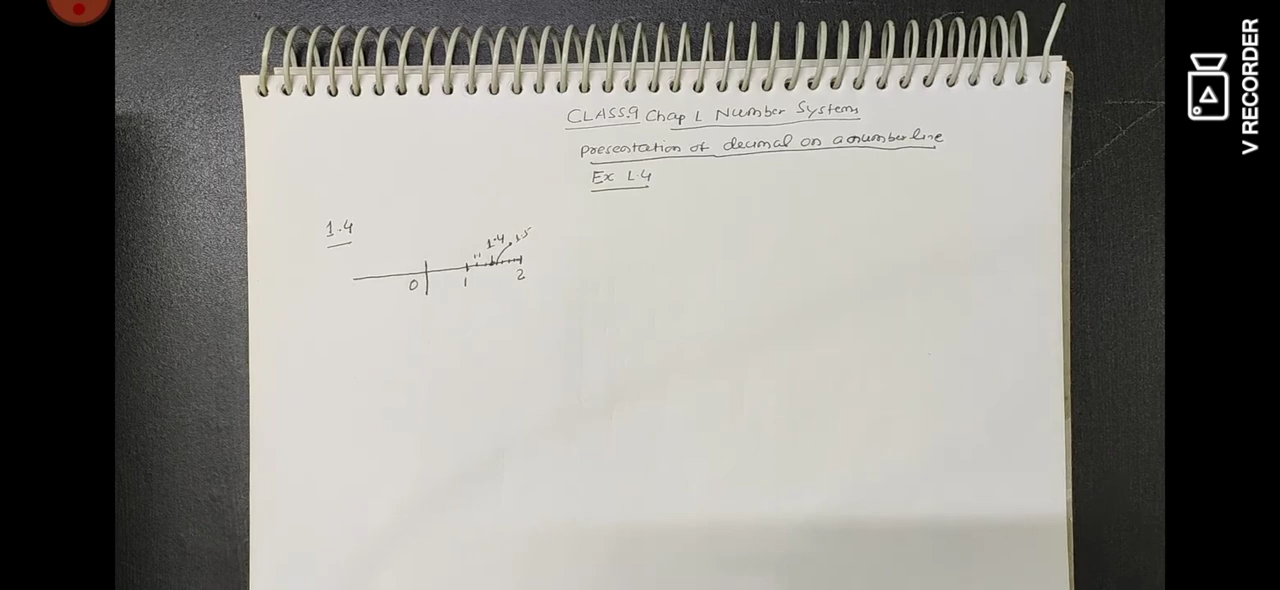 CLASS.9 Chap 1 Number Systems
presentation of decimal on a number line
Ex 1.4
1.4
1.4 1.5
0 1 2
V RECORDER